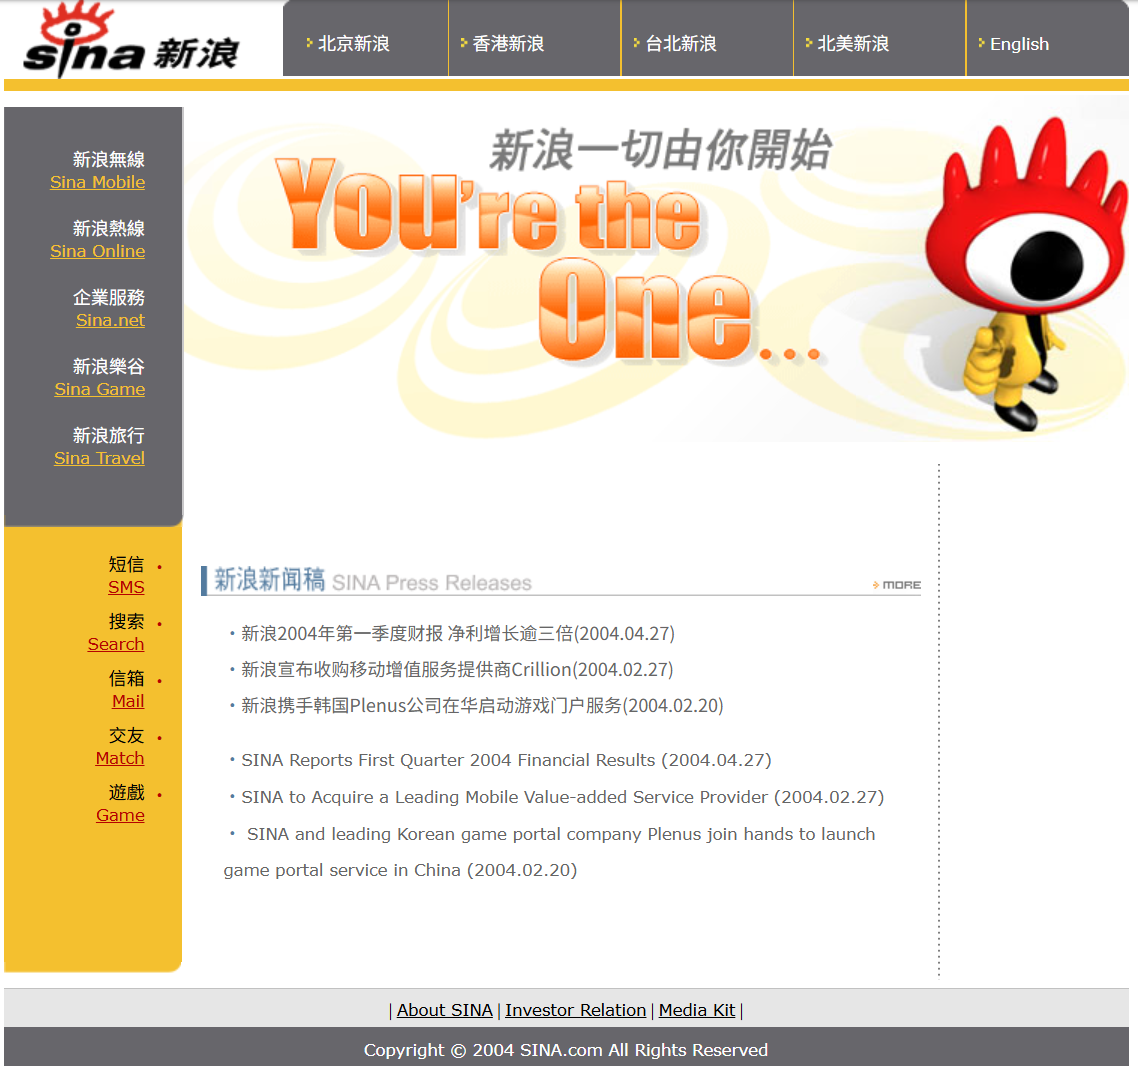 sina 新浪
北京新浪
香港新浪
台北新浪
北美新浪
English
新浪無線
Sina Mobile
新浪熱線
Sina Online
企業服務
Sina.net
新浪樂谷
Sina Game
新浪旅行
Sina Travel
新浪一切由你開始
You're the
One...
短信 •
SMS
搜索 •
Search
信箱 •
Mail
交友 •
Match
遊戲 •
Game
新浪新闻稿 SINA Press Releases
MORE
・新浪2004年第一季度财报 净利增长逾三倍(2004.04.27)
・新浪宣布收购移动增值服务提供商Crillion(2004.02.27)
・新浪携手韩国Plenus公司在华启动游戏门户服务(2004.02.20)
・SINA Reports First Quarter 2004 Financial Results (2004.04.27)
・SINA to Acquire a Leading Mobile Value-added Service Provider (2004.02.27)
・ SINA and leading Korean game portal company Plenus join hands to launch
game portal service in China (2004.02.20)
| About SINA | Investor Relation | Media Kit |
Copyright © 2004 SINA.com All Rights Reserved